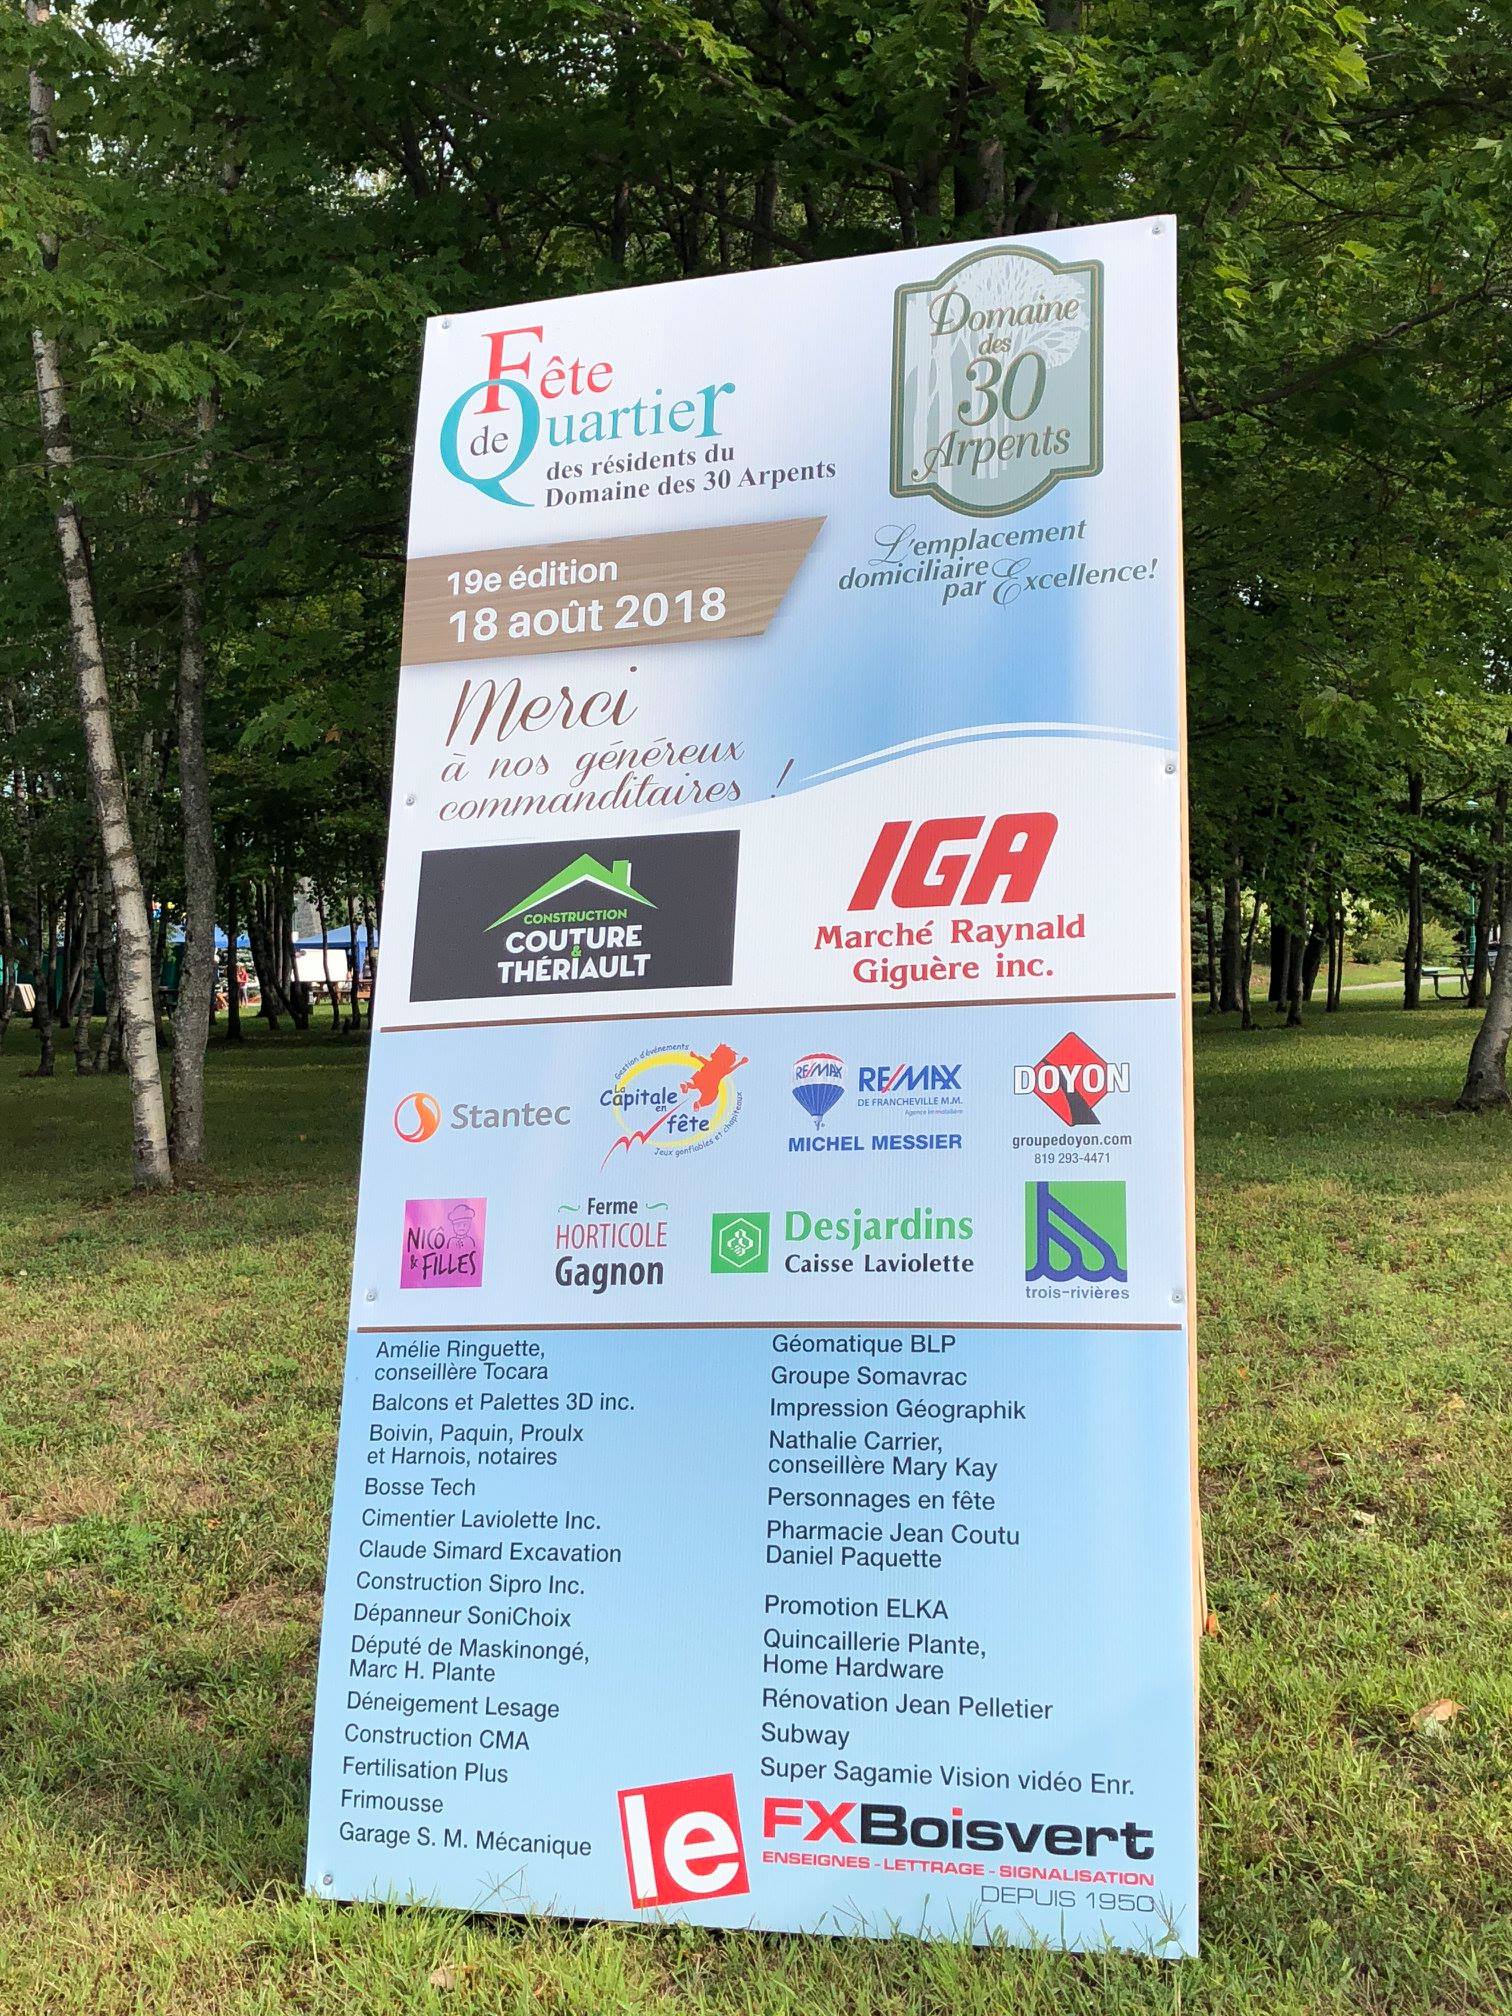 Fête
de Quartier
des résidents du
Domaine des 30 Arpents
Domaine
des
30
Arpents
L'emplacement
domiciliaire
par Excellence!
19e édition
18 août 2018
Merci
à nos généreux
commanditaires !
CONSTRUCTION
COUTURE
&
THÉRIAULT
IGA
Marché Raynald
Giguère inc.
Stantec
Gestion d'événements
La
Capitale
en
fête
Jeux gonflables et chapiteaux
RE/MAX
RE/MAX
DE FRANCHEVILLE M.M.
Agence immobilière
MICHEL MESSIER
DOYON
groupedoyon.com
819 293-4471
NICÔ
& FILLES
Ferme
HORTICOLE
Gagnon
Desjardins
Caisse Laviolette
trois-rivières
Amélie Ringuette,
conseillère Tocara
Balcons et Palettes 3D inc.
Boivin, Paquin, Proulx
et Harnois, notaires
Bosse Tech
Cimentier Laviolette Inc.
Claude Simard Excavation
Construction Sipro Inc.
Dépanneur SoniChoix
Député de Maskinongé,
Marc H. Plante
Déneigement Lesage
Construction CMA
Fertilisation Plus
Frimousse
Garage S. M. Mécanique
Géomatique BLP
Groupe Somavrac
Impression Géographik
Nathalie Carrier,
conseillère Mary Kay
Personnages en fête
Pharmacie Jean Coutu
Daniel Paquette
Promotion ELKA
Quincaillerie Plante,
Home Hardware
Rénovation Jean Pelletier
Subway
Super Sagamie Vision vidéo Enr.
le
FXBoisvert
ENSEIGNES - LETTRAGE - SIGNALISATION
DEPUIS 1950